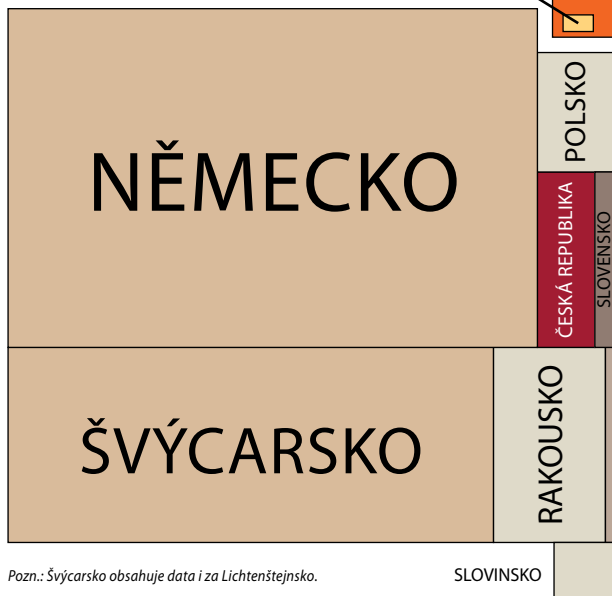 NĚMECKO
POLSKO
ČESKÁ REPUBLIKA
SLOVENSKO
ŠVÝCARSKO
RAKOUSKO
Pozn.: Švýcarsko obsahuje data i za Lichtenštejnsko.
SLOVINSKO